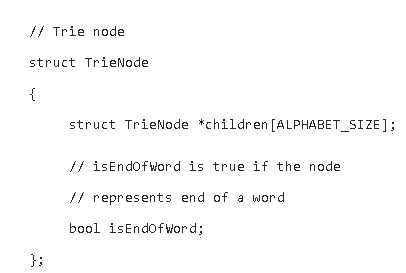 // Trie node
struct TrieNode
{
struct TrieNode *children[ALPHABET_SIZE];
// isEndOfWord is true if the node
// represents end of a word
bool isEndOfWord;
};